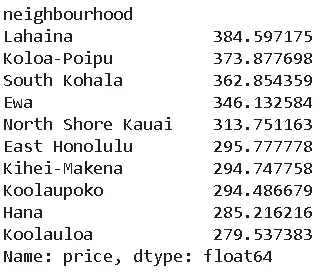 neighbourhood
Lahaina 384.597175
Koloa-Poipu 373.877698
South Kohala 362.854359
Ewa 346.132584
North Shore Kauai 313.751163
East Honolulu 295.777778
Kihei-Makena 294.747758
Koolaupoko 294.486679
Hana 285.216216
Koolauloa 279.537383
Name: price, dtype: float64